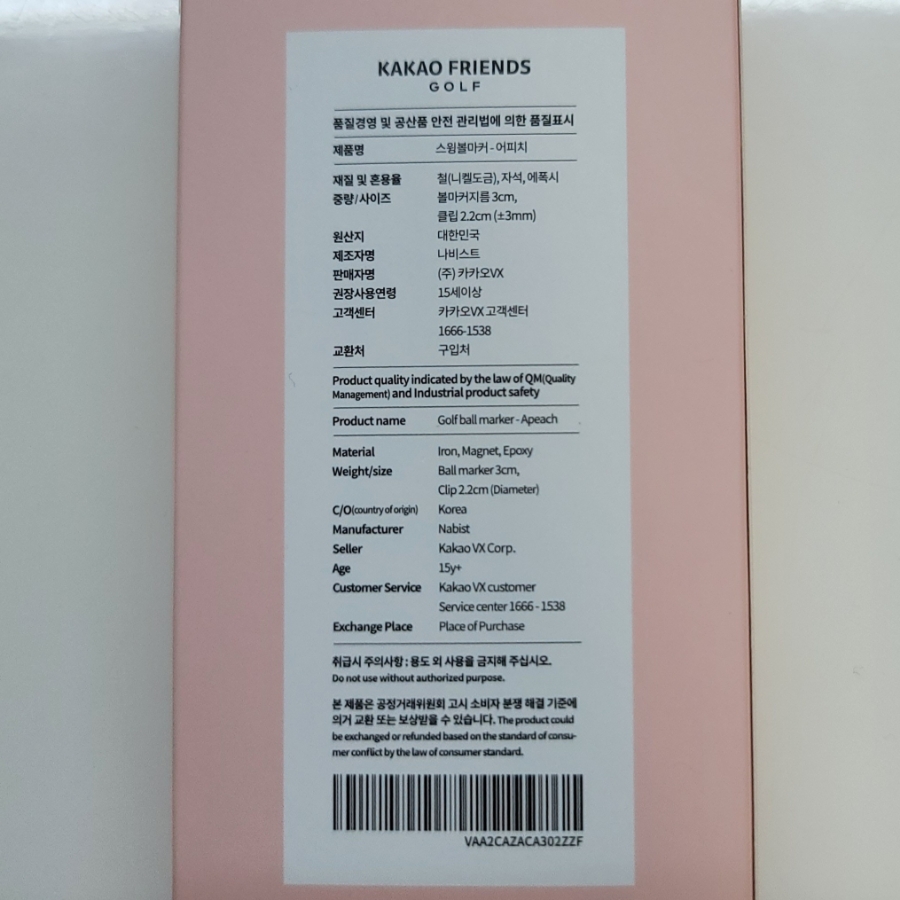 KAKAO FRIENDS
GOLF
품질경영 및 공산품 안전 관리법에 의한 품질표시
제품명 스윙볼마커 - 어피치
재질 및 혼용율 철(니켈도금), 자석, 에폭시
중량/사이즈 볼마커지름 3cm,
클립 2.2cm (±3mm)
원산지 대한민국
제조자명 나비스트
판매자명 (주) 카카오VX
권장사용연령 15세이상
고객센터 카카오VX 고객센터
1666-1538
교환처 구입처
Product quality indicated by the law of QM(Quality
Management) and Industrial product safety
Product name Golf ball marker - Apeach
Material Iron, Magnet, Epoxy
Weight/size Ball marker 3cm,
Clip 2.2cm (Diameter)
C/O(country of origin) Korea
Manufacturer Nabist
Seller Kakao VX Corp.
Age 15y+
Customer Service Kakao VX customer
Service center 1666 - 1538
Exchange Place Place of Purchase
취급시 주의사항 : 용도 외 사용을 금지해 주십시오.
Do not use without authorized purpose.
본 제품은 공정거래위원회 고시 소비자 분쟁 해결 기준에
의거 교환 또는 보상받을 수 있습니다. The product could
be exchanged or refunded based on the standard of consu-
mer conflict by the law of consumer standard.
VAA2CAZACA302ZZF